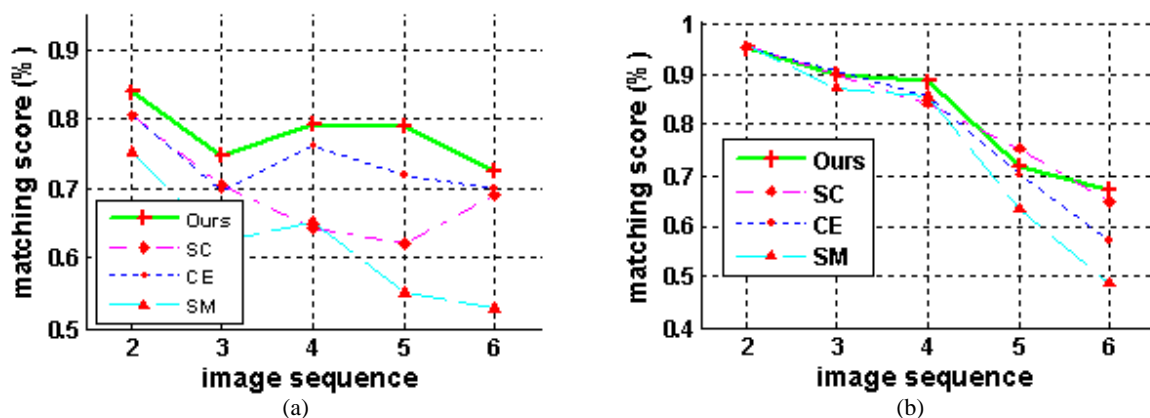 matching score (%)
0.9
0.8
0.7
0.6
0.5
Ours
SC
CE
SM
2 3 4 5 6
image sequence
(a)
matching score (%)
1
0.9
0.8
0.7
0.6
0.5
0.4
Ours
SC
CE
SM
2 3 4 5 6
image sequence
(b)